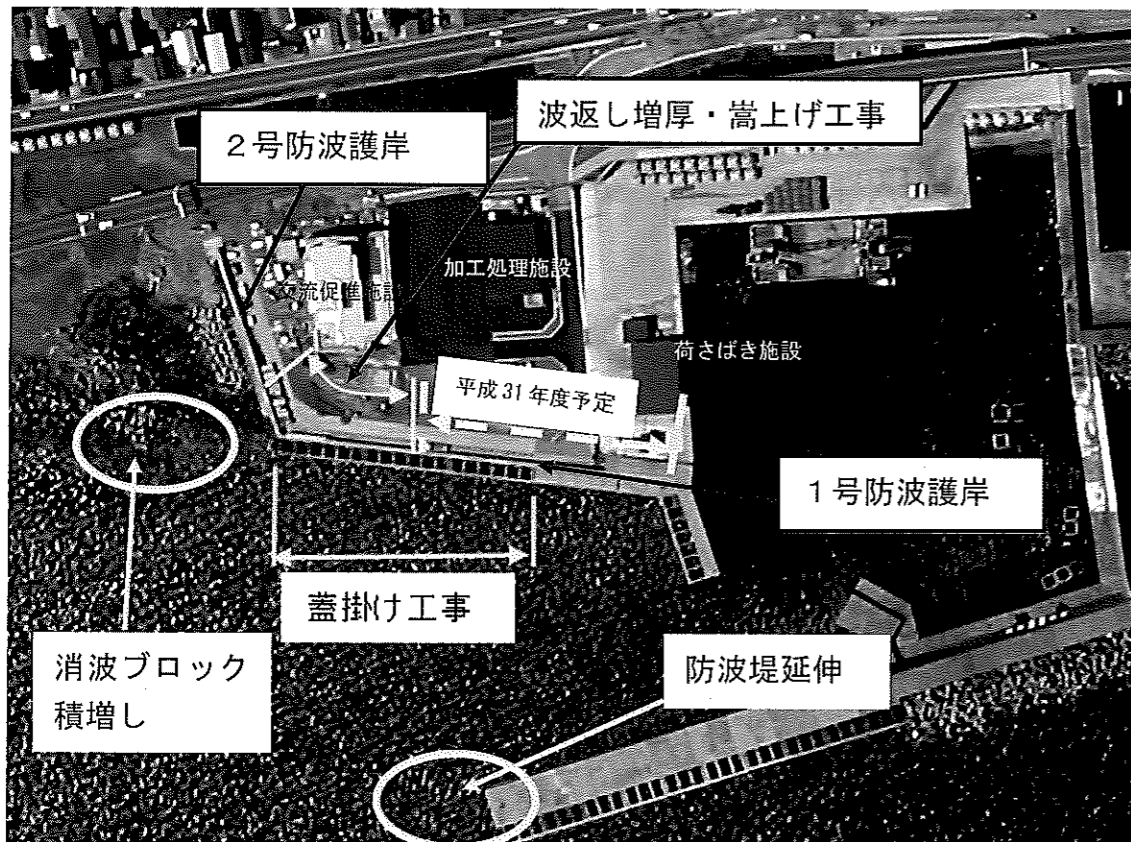 波返し増厚・嵩上げ工事
２号防波護岸
加工処理施設
交流促進施設
荷さばき施設
平成31年度予定
１号防波護岸
蓋掛け工事
消波ブロック
積増し
防波堤延伸